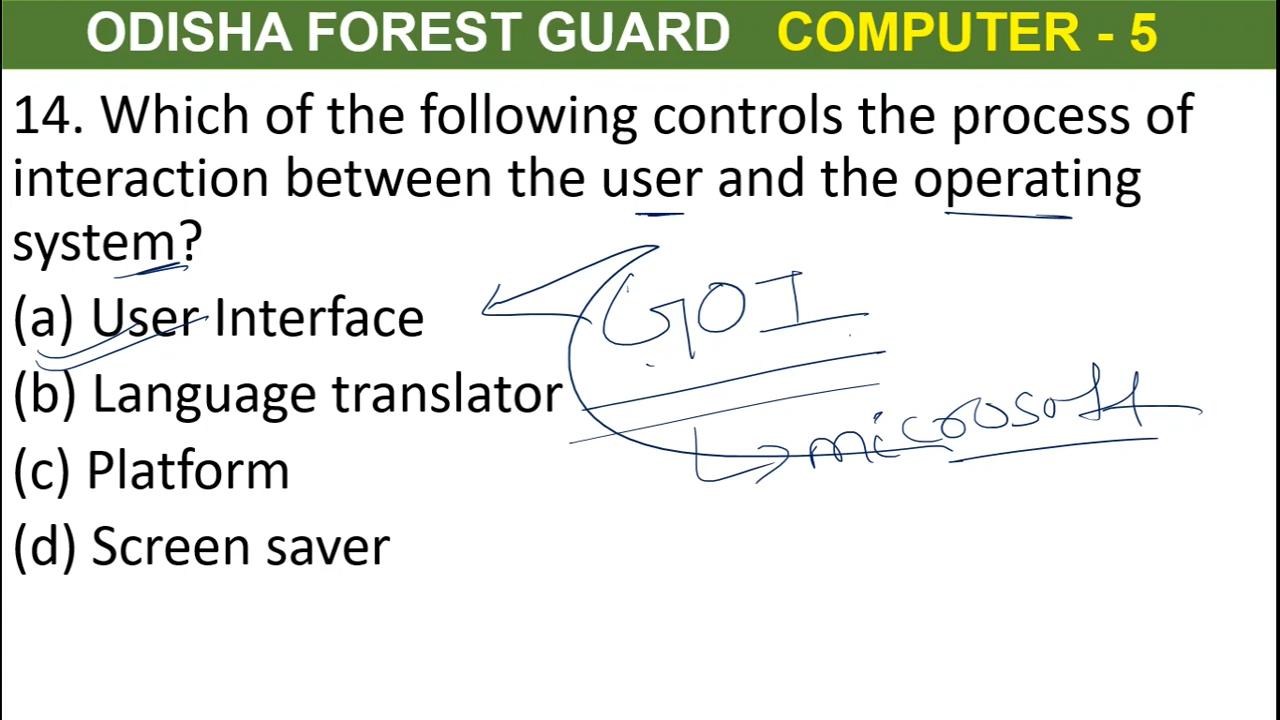 ODISHA FOREST GUARD COMPUTER - 5
14. Which of the following controls the process of
interaction between the user and the operating
system?
(a) User Interface
GOI
(b) Language translator
microsoft
(c) Platform
(d) Screen saver